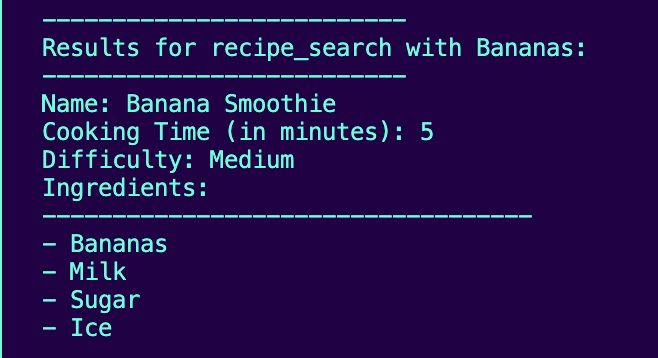 --------------------------
Results for recipe_search with Bananas:
--------------------------
Name: Banana Smoothie
Cooking Time (in minutes): 5
Difficulty: Medium
Ingredients:
-----------------------------------
- Bananas
- Milk
- Sugar
- Ice